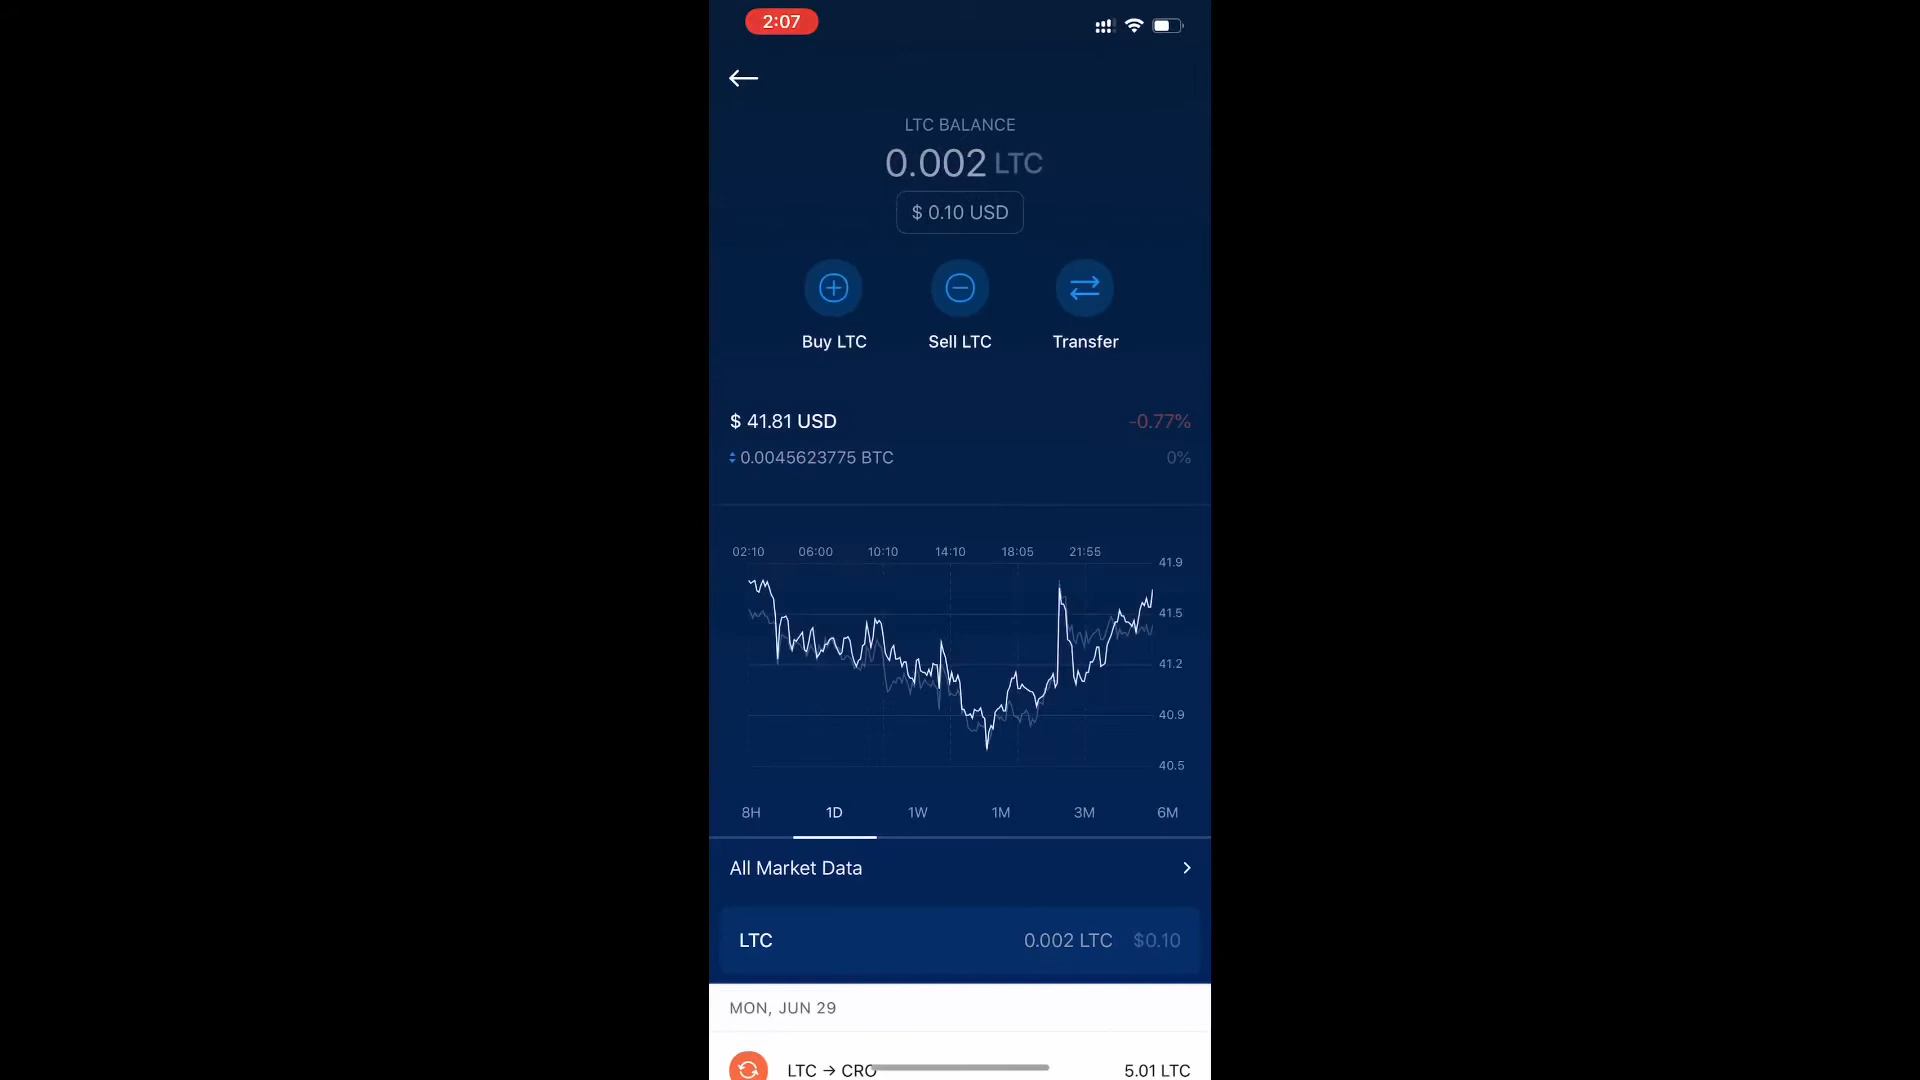 2:07
LTC BALANCE
0.002 LTC
$ 0.10 USD
Buy LTC Sell LTC Transfer
$ 41.81 USD -0.77%
0.0045623775 BTC 0%
02:10 06:00 10:10 14:10 18:05 21:55
41.9
41.5
41.2
40.9
40.5
8H 1D 1W 1M 3M 6M
All Market Data
LTC 0.002 LTC $0.10
MON, JUN 29
LTC → CRO 5.01 LTC